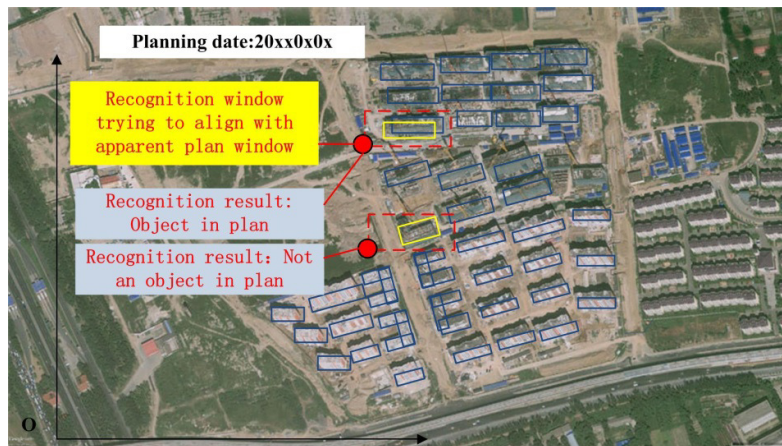 Planning date:20xx0x0x
Recognition window
trying to align with
apparent plan window
Recognition result:
Object in plan
Recognition result: Not
an object in plan
O